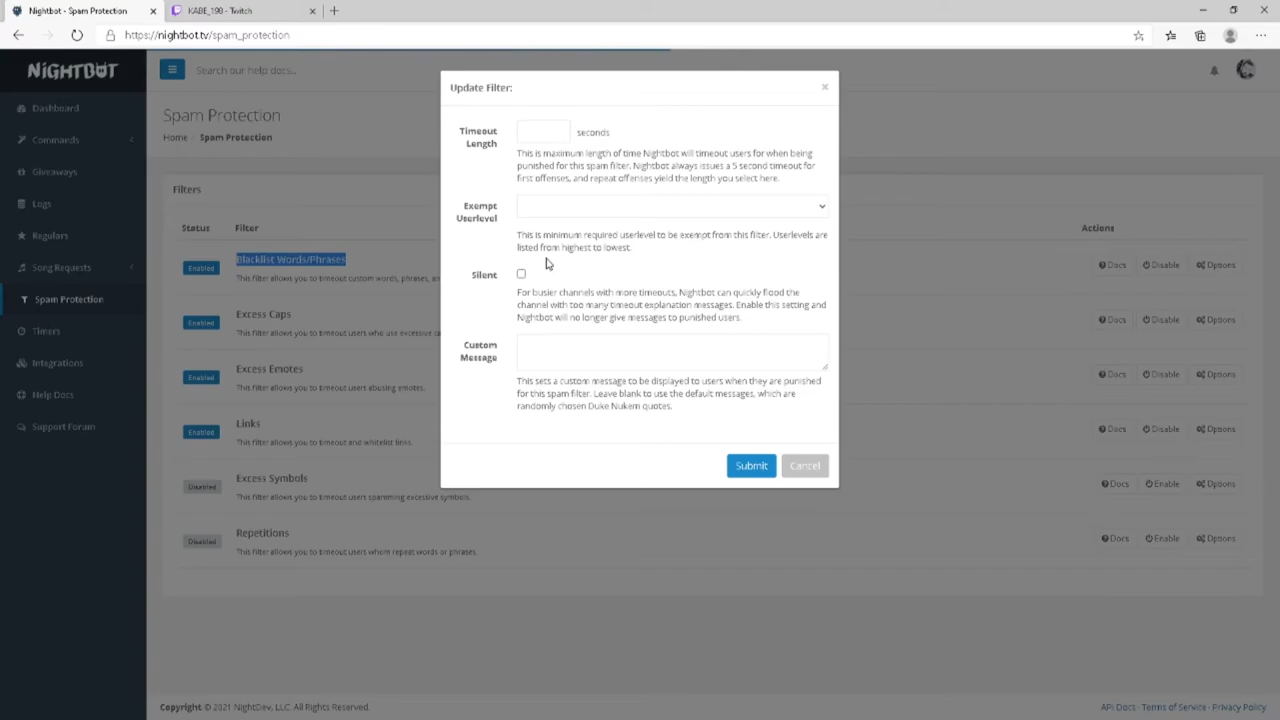 Nightbot - Spam Protection
KABE_198 - Twitch
https://nightbot.tv/spam_protection
NiGHTBOT
Search our help docs...
Dashboard
Commands
Giveaways
Logs
Regulars
Song Requests
Spam Protection
Timers
Integrations
Help Docs
Support Forum
Spam Protection
Home Spam Protection
Filters
Status Filter Actions
Enabled Blacklist Words/Phrases Docs Disable Options
This filter allows you to timeout custom words, phrases, a
Enabled Excess Caps Docs Disable Options
This filter allows you to timeout users who use excessive c
Enabled Excess Emotes Docs Disable Options
This filter allows you to timeout users abusing emotes.
Enabled Links Docs Disable Options
This filter allows you to timeout and whitelist links.
Disabled Excess Symbols Docs Enable Options
This filter allows you to timeout users spamming excessive symbols.
Disabled Repetitions Docs Enable Options
This filter allows you to timeout users whom repeat words or phrases.
Update Filter: ×
Timeout Length seconds
This is maximum length of time Nightbot will timeout users for when being
punished for this spam filter. Nightbot always issues a 5 second timeout for
first offenses, and repeat offenses yield the length you select here.
Exempt Userlevel
This is minimum required userlevel to be exempt from this filter. Userlevels are
listed from highest to lowest.
Silent
For busier channels with more timeouts, Nightbot can quickly flood the
channel with too many timeout explanation messages. Enable this setting and
Nightbot will no longer give messages to punished users.
Custom Message
This sets a custom message to be displayed to users when they are punished
for this spam filter. Leave blank to use the default messages, which are
randomly chosen Duke Nukem quotes.
Submit Cancel
Copyright © 2021 NightDev, LLC. All Rights Reserved.
API Docs · Terms of Service · Privacy Policy